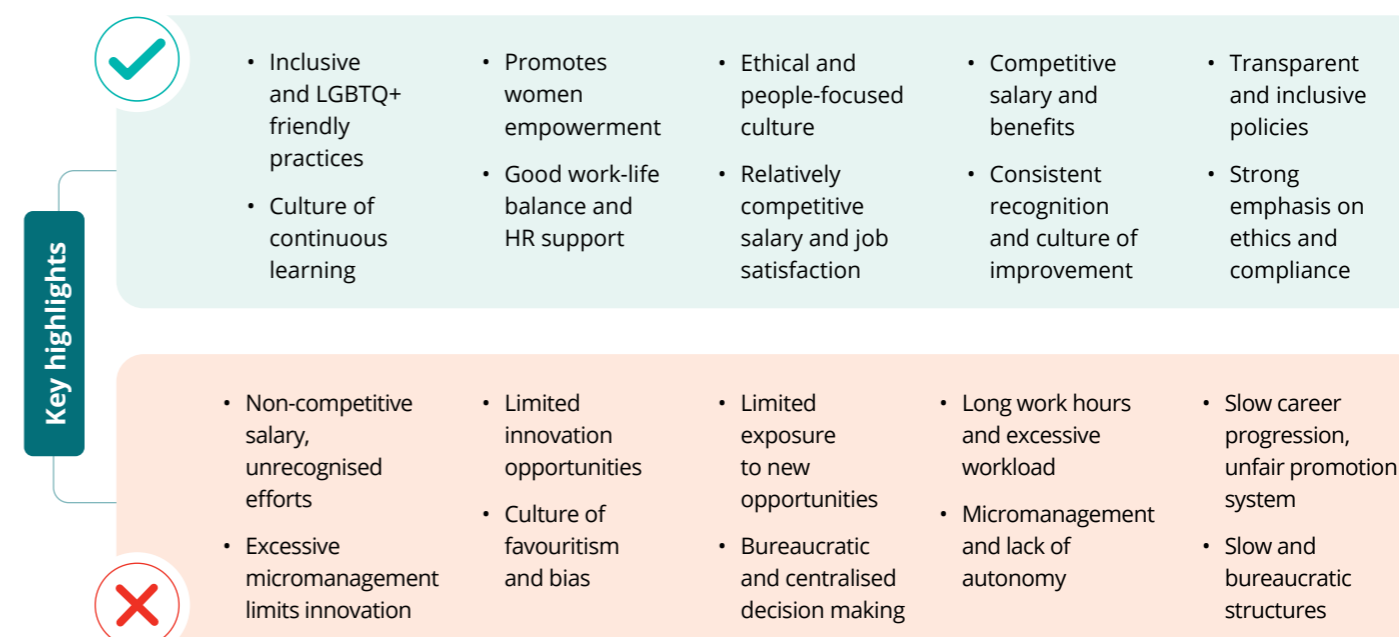 Key highlights
• Inclusive
and LGBTQ+
friendly
practices
• Culture of
continuous
learning
• Promotes
women
empowerment
• Good work-life
balance and
HR support
• Ethical and
people-focused
culture
• Relatively
competitive
salary and job
satisfaction
• Competitive
salary and
benefits
• Consistent
recognition
and culture of
improvement
• Transparent
and inclusive
policies
• Strong
emphasis on
ethics and
compliance
• Non-competitive
salary,
unrecognised
efforts
• Excessive
micromanagement
limits innovation
• Limited
innovation
opportunities
• Culture of
favouritism
and bias
• Limited
exposure
to new
opportunities
• Bureaucratic
and centralised
decision making
• Long work hours
and excessive
workload
• Micromanagement
and lack of
autonomy
• Slow career
progression,
unfair promotion
system
• Slow and
bureaucratic
structures